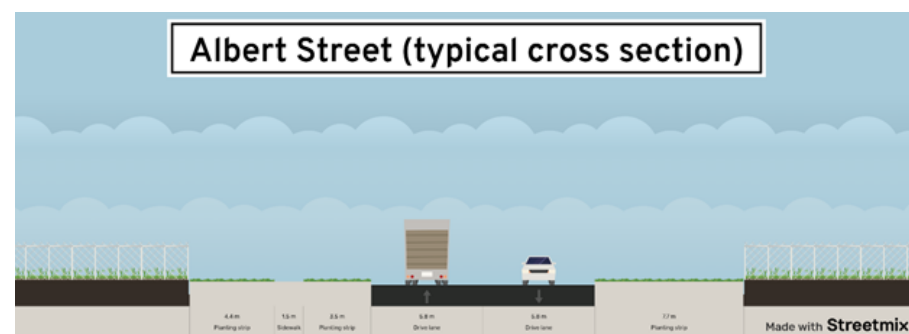 Albert Street (typical cross section)
4.4 m 1.5 m 3.5 m 5.8 m 5.8 m 7.7 m
Planting strip Sidewalk Planting strip Drive lane Drive lane Planting strip
Made with Streetmix